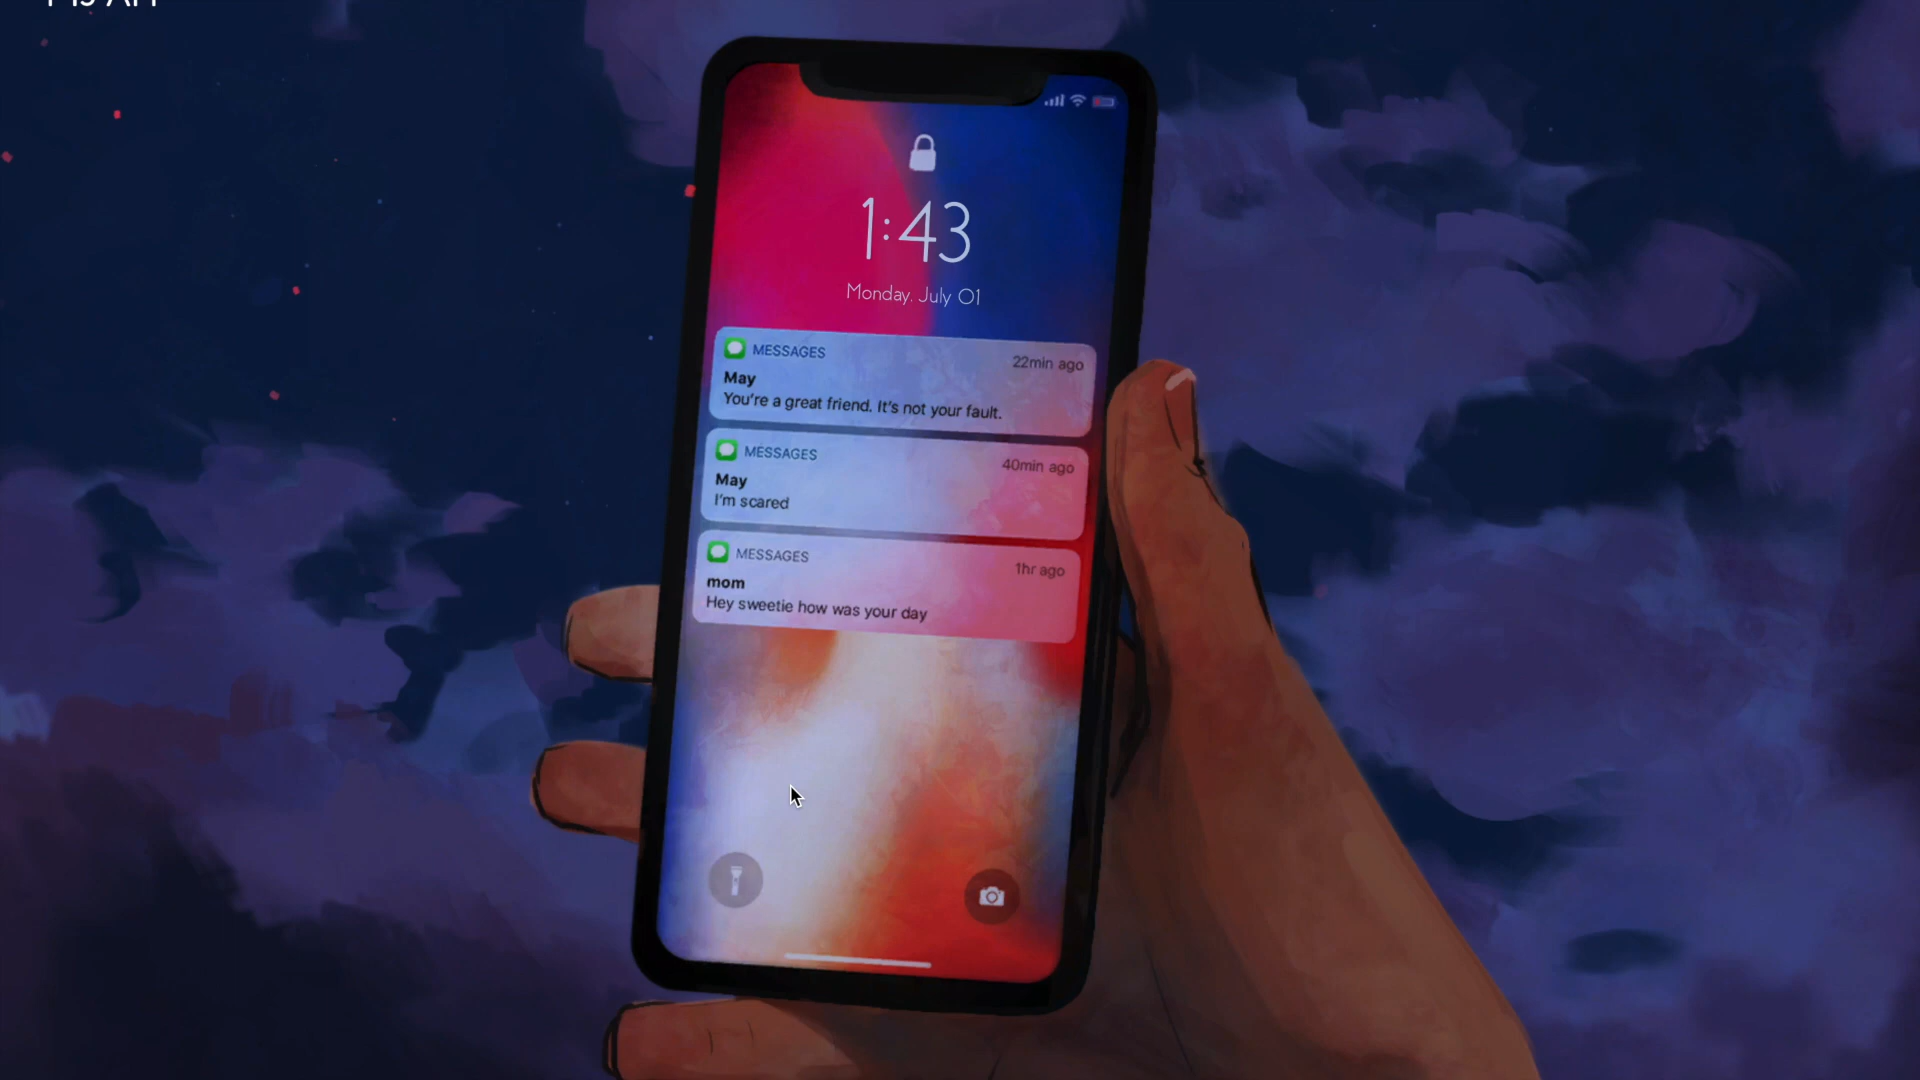 1:43
Monday, July 01
MESSAGES
22min ago
May
You're a great friend. It's not your fault.
MESSAGES
40min ago
May
I'm scared
MESSAGES
1hr ago
mom
Hey sweetie how was your day